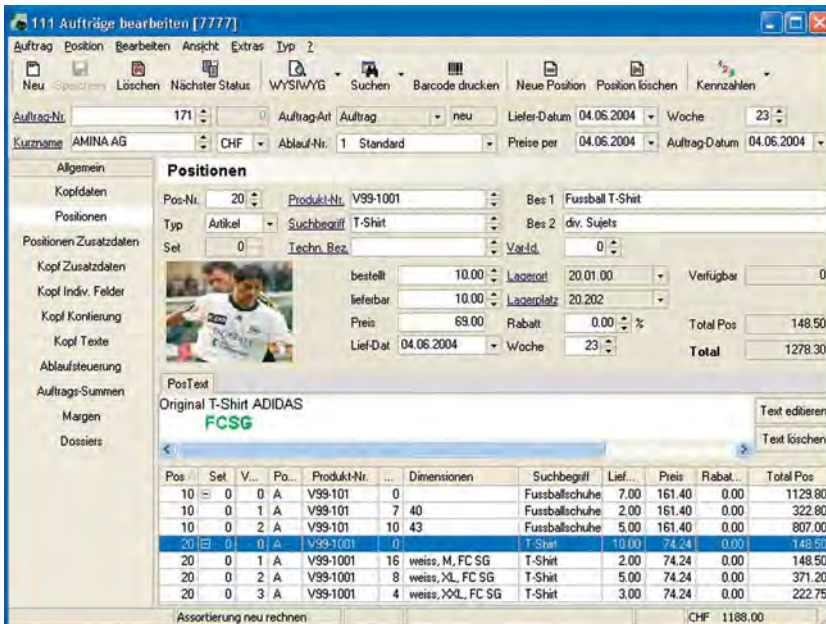 111 Aufträge bearbeiten [7777]
Auftrag Position Bearbeiten Ansicht Extras Typ ?
Neu Speichern Löschen Nächster Status WYSIWYG Suchen Barcode drucken Neue Position Position löschen Kennzahlen
Auftrag-Nr. 171 0 Auftrag-Art Auftrag neu Liefer-Datum 04.06.2004 Woche 23
Kurzname AMINA AG CHF Ablauf-Nr. 1 Standard Preise per 04.06.2004 Auftrag-Datum 04.06.2004
Allgemein
Kopfdaten
Positionen
Positionen Zusatzdaten
Kopf Zusatzdaten
Kopf Indiv. Felder
Kopf Kontierung
Kopf Texte
Ablaufsteuerung
Auftrags-Summen
Margen
Dossiers
Positionen
Pos-Nr. 20 Produkt-Nr. V99-1001 Bes 1 Fussball T-Shirt
Typ Artikel Suchbegriff T-Shirt Bes 2 div. Sujets
Set 0 Techn. Bez. Var-Id. 0
bestellt 10.00 Lagerort 20.01.00 Verfügbar 0
lieferbar 10.00 Lagerplatz 20.202
Preis 69.00 Rabatt 0.00 % Total Pos 148.50
Lief-Dat 04.06.2004 Woche 23 Total 1278.30
PosText
Original T-Shirt ADIDAS
FCSG
Text editieren
Text löschen
Pos Set V... Po... Produkt-Nr. ... Dimensionen Suchbegriff Lief... Preis Rabat... Total Pos
10 0 0 A V99-101 0 Fussballschuhe 7.00 161.40 0.00 1129.80
10 0 1 A V99-101 7 40 Fussballschuhe 2.00 161.40 0.00 322.80
10 0 2 A V99-101 10 43 Fussballschuhe 5.00 161.40 0.00 807.00
20 0 0 A V99-1001 0 T-Shirt 10.00 74.24 0.00 148.50
20 0 1 A V99-1001 16 weiss, M, FC SG T-Shirt 2.00 74.24 0.00 148.50
20 0 2 A V99-1001 8 weiss, XL, FC SG T-Shirt 5.00 74.24 0.00 371.20
20 0 3 A V99-1001 4 weiss, XXL, FC SG T-Shirt 3.00 74.24 0.00 222.75
Assortierung neu rechnen CHF 1188.00